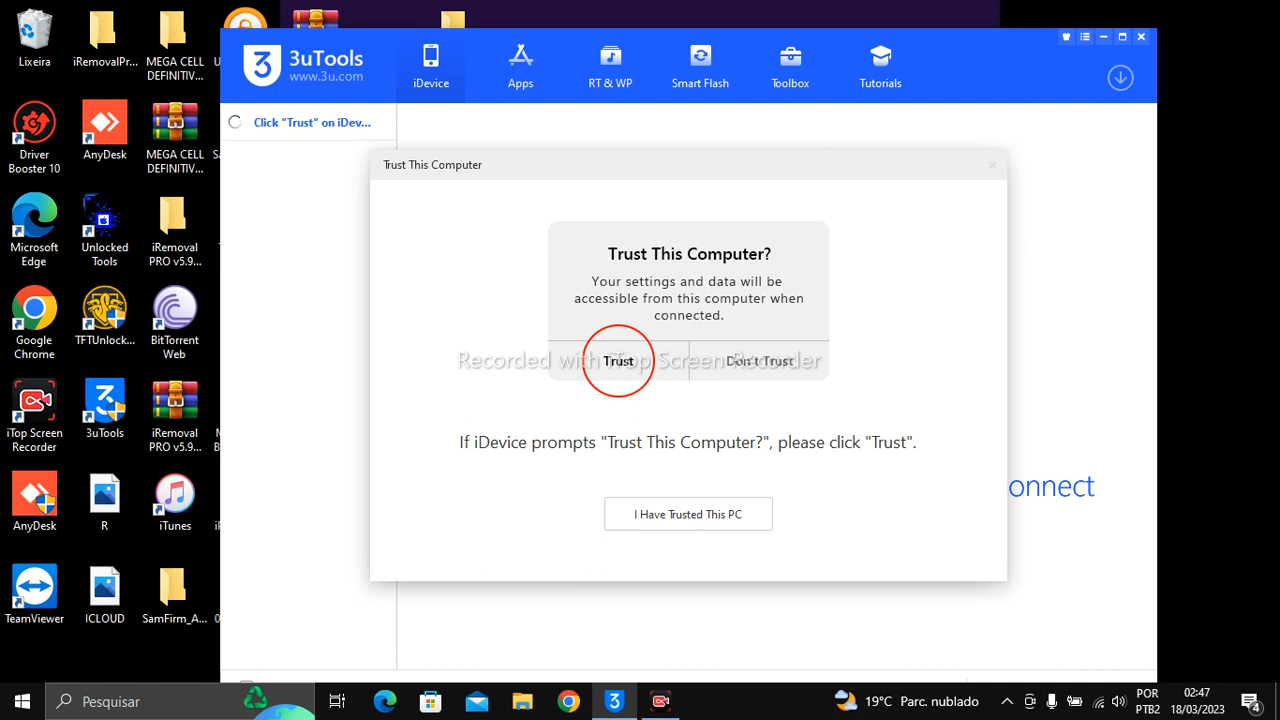 Lixeira
iRemovalPr...
MEGA CELL
DEFINITIV...
3
3uTools
www.3u.com
iDevice
Apps
RT & WP
Smart Flash
Toolbox
Tutorials
Click "Trust" on iDev...
Driver
Booster 10
AnyDesk
MEGA CELL
DEFINITIV...
Microsoft
Edge
Unlocked
Tools
iRemoval
PRO v5.9...
Google
Chrome
TFTUnlock...
BitTorrent
Web
iTop Screen
Recorder
3uTools
iRemoval
PRO v5.9...
AnyDesk
R
iTunes
TeamViewer
ICLOUD
SamFirm_A...
Trust This Computer
Trust This Computer?
Your settings and data will be
accessible from this computer when
connected.
Trust
Don't Trust
Recorded with iTop Screen Recorder
If iDevice prompts "Trust This Computer?", please click "Trust".
onnect
I Have Trusted This PC
Pesquisar
3
19°C Parc. nublado
POR
PTB2
02:47
18/03/2023
4